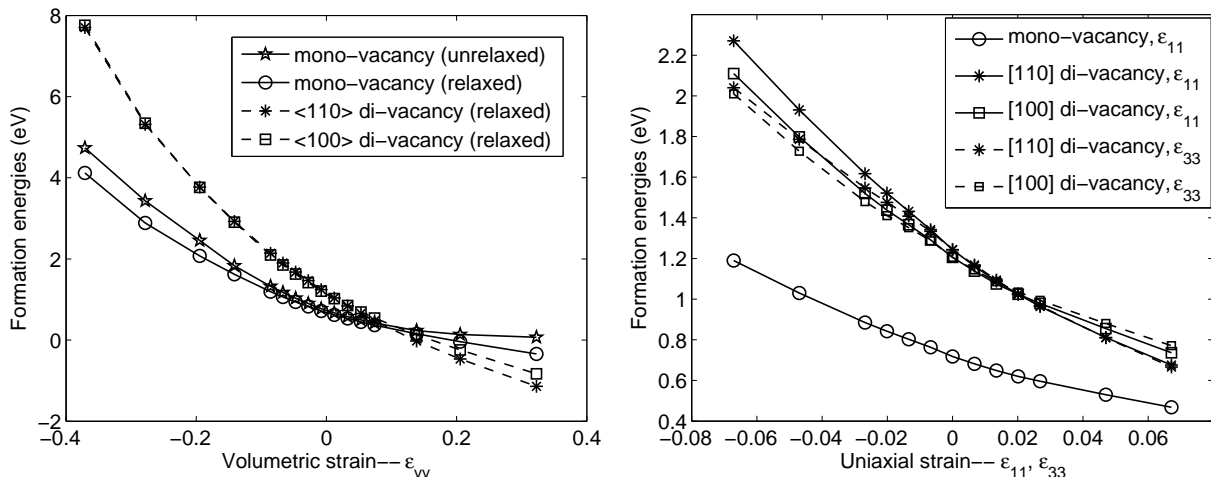 8
6
4
2
0
−2
−0.4
−0.2
0
0.2
0.4
Volumetric strain−− εvv
Formation energies (eV)
mono−vacancy (unrelaxed)
mono−vacancy (relaxed)
<110> di−vacancy (relaxed)
<100> di−vacancy (relaxed)
2.2
2
1.8
1.6
1.4
1.2
1
0.8
0.6
0.4
−0.08
−0.06
−0.04
−0.02
0
0.02
0.04
0.06
Uniaxial strain−− ε11, ε33
Formation energies (eV)
mono−vacancy, ε11
[110] di−vacancy, ε11
[100] di−vacancy, ε11
[110] di−vacancy, ε33
[100] di−vacancy, ε33